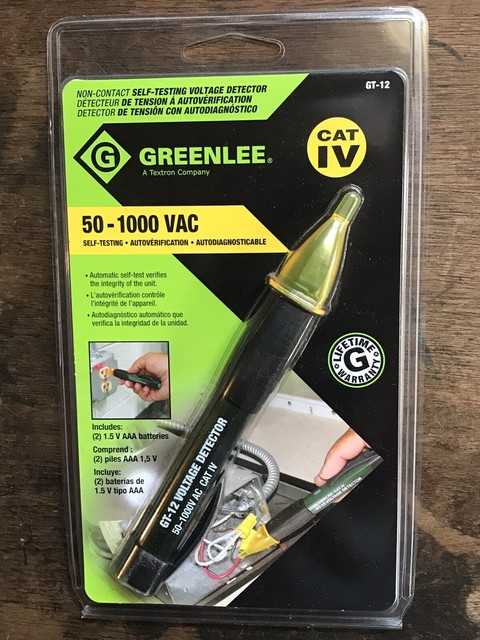 NON-CONTACT SELF-TESTING VOLTAGE DETECTOR
DÉTECTEUR DE TENSION À AUTOVÉRIFICATION
DETECTOR DE TENSIÓN CON AUTODIAGNÓSTICO
GT-12
G
GREENLEE®
A Textron Company
CAT
IV
50-1000 VAC
SELF-TESTING • AUTOVÉRIFICATION • AUTODIAGNOSTICABLE
• Automatic self-test verifies
the integrity of the unit.
• L'autovérification contrôle
l'intégrité de l'appareil.
• Autodiagnóstico automático que
verifica la integridad de la unidad.
LIFETIME
G
WARRANTY
Includes:
(2) 1.5 V AAA batteries
Comprend :
(2) piles AAA 1,5 V
Incluye:
(2) baterías de
1.5 V tipo AAA
GT-12 VOLTAGE DETECTOR
50-1000V AC CAT IV